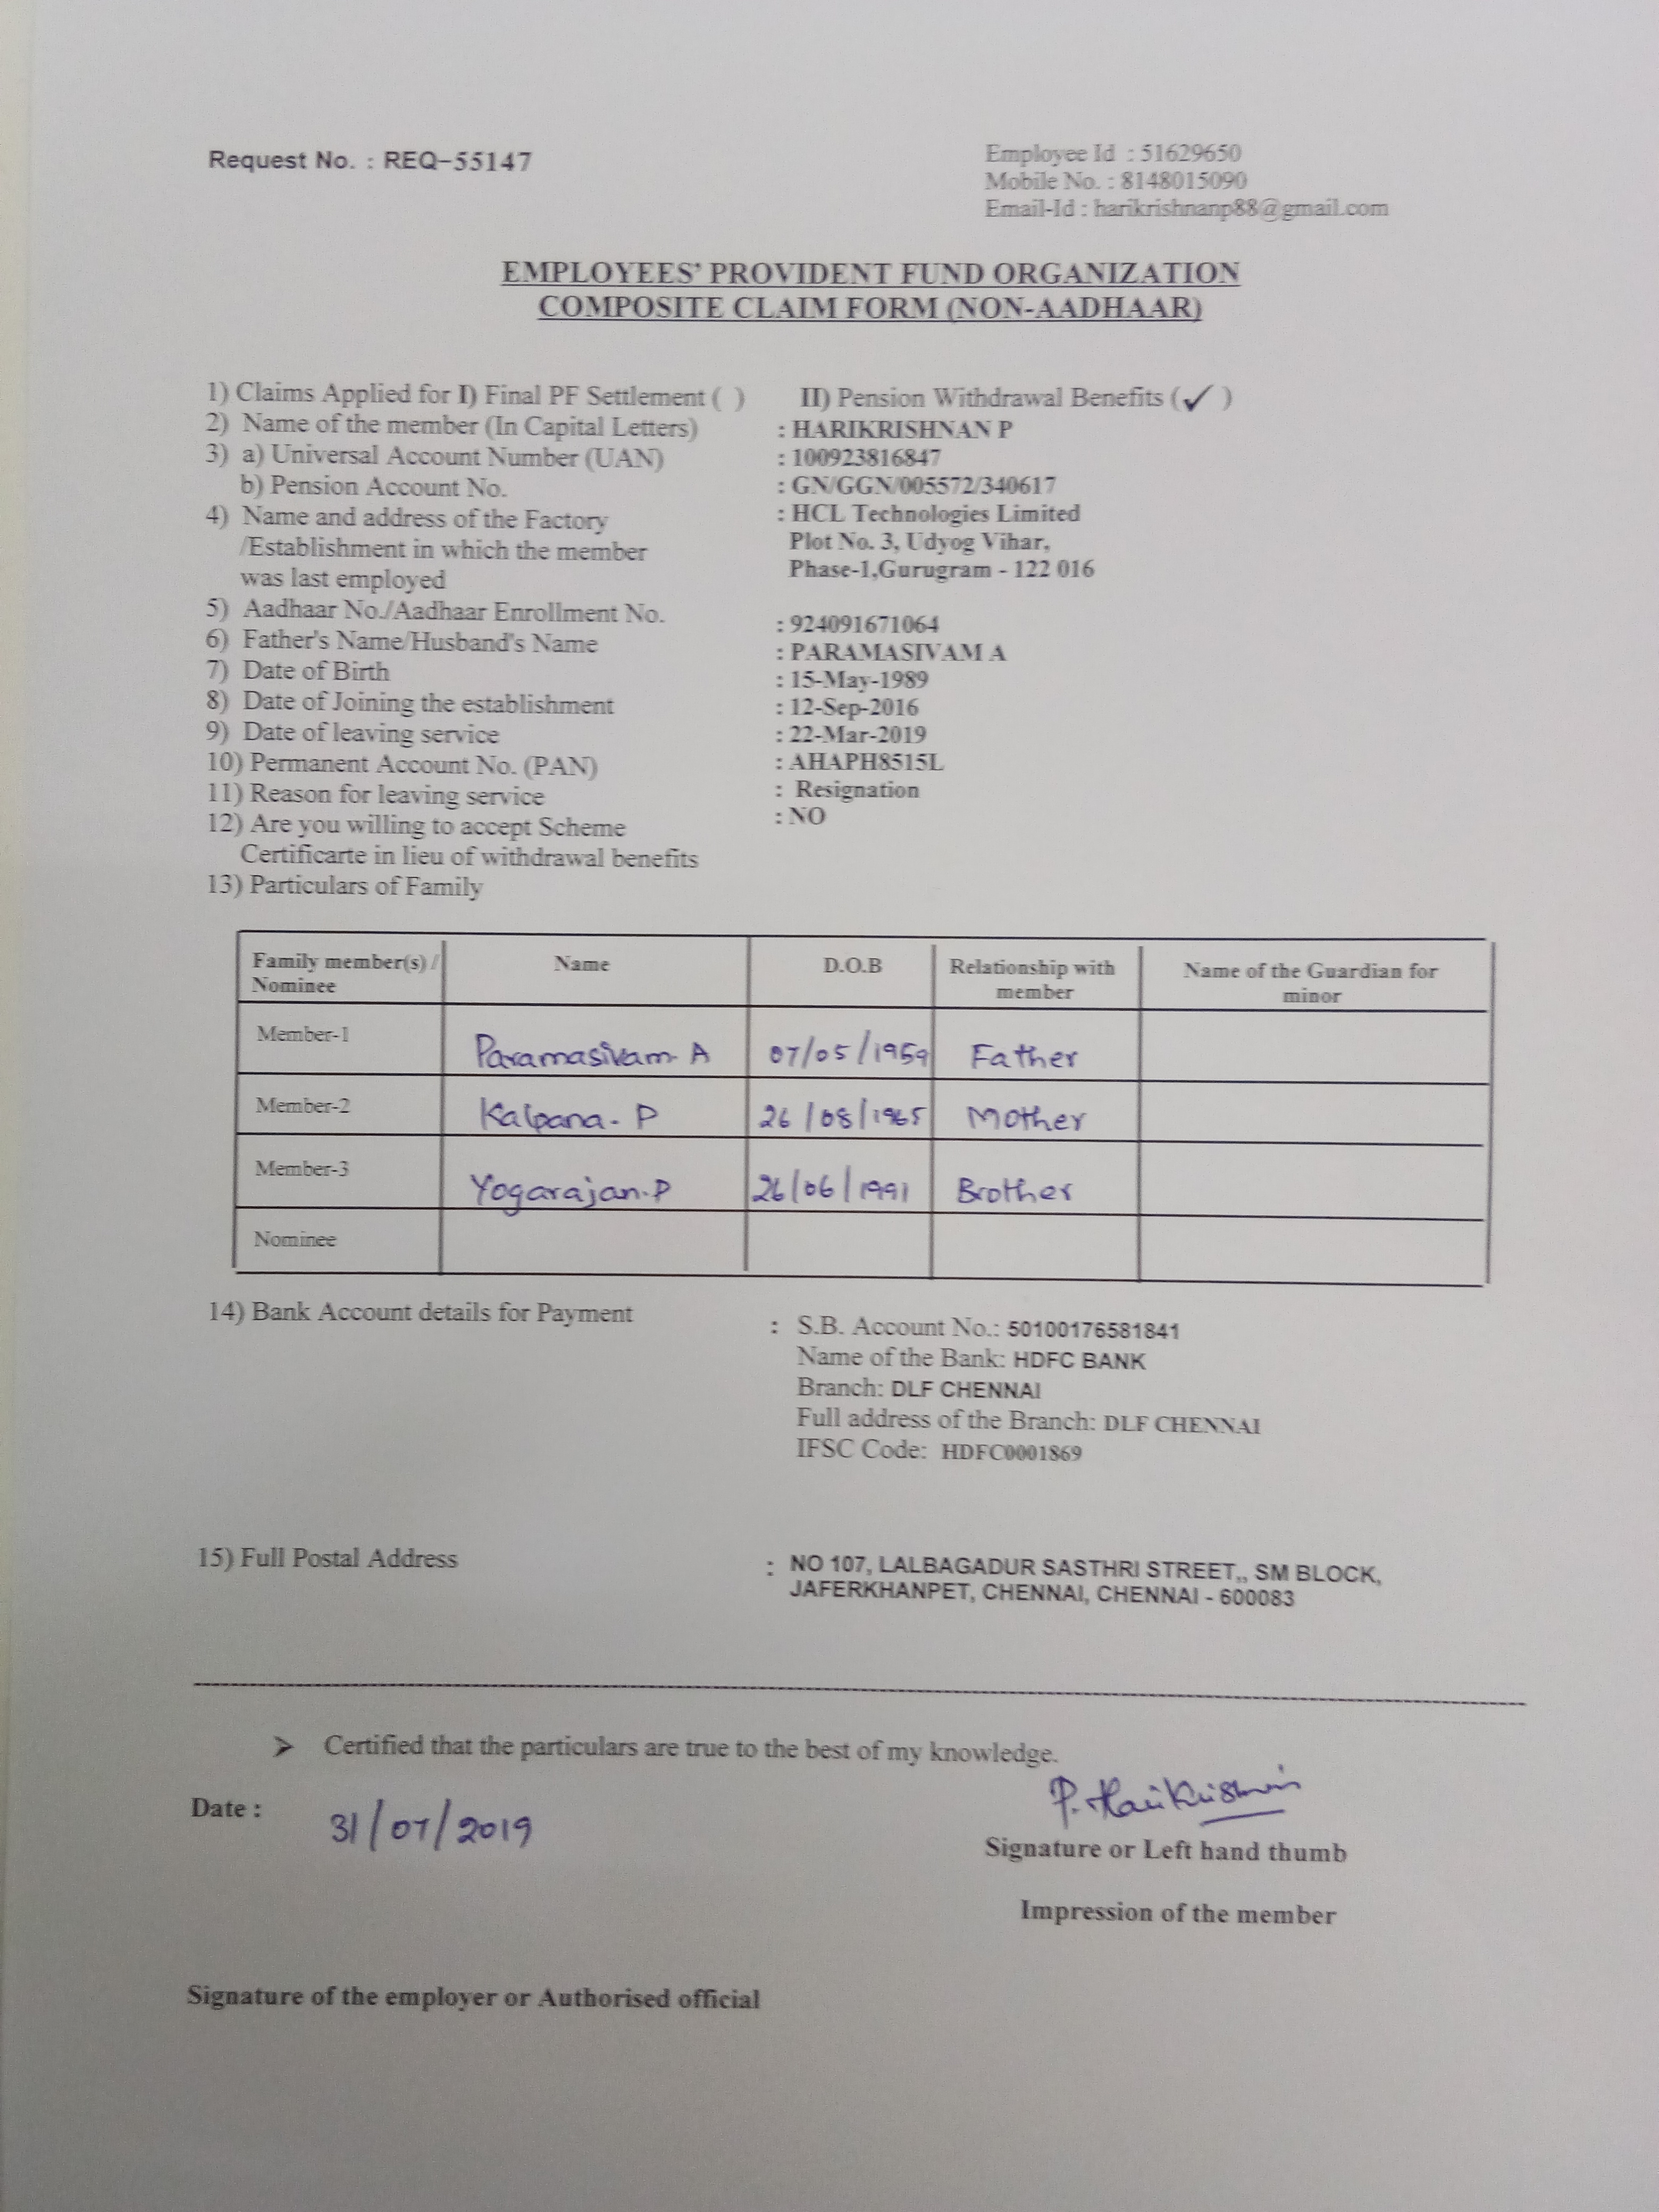 Request No. : REQ-55147
Employee Id : 51629650
Mobile No. : 8148015090
Email-Id : harikrishnanp88@gmail.com
EMPLOYEES' PROVIDENT FUND ORGANIZATION
COMPOSITE CLAIM FORM (NON-AADHAAR)
1) Claims Applied for I) Final PF Settlement ( ) II) Pension Withdrawal Benefits (✓ )
2) Name of the member (In Capital Letters) : HARIKRISHNAN P
3) a) Universal Account Number (UAN) : 100923816847
b) Pension Account No. : GN/GGN/005572/340617
4) Name and address of the Factory : HCL Technologies Limited
/Establishment in which the member Plot No. 3, Udyog Vihar,
was last employed Phase-1,Gurugram - 122 016
5) Aadhaar No./Aadhaar Enrollment No. : 924091671064
6) Father's Name/Husband's Name : PARAMASIVAM A
7) Date of Birth : 15-May-1989
8) Date of Joining the establishment : 12-Sep-2016
9) Date of leaving service : 22-Mar-2019
10) Permanent Account No. (PAN) : AHAPH8515L
11) Reason for leaving service : Resignation
12) Are you willing to accept Scheme : NO
Certificarte in lieu of withdrawal benefits
13) Particulars of Family
Family member(s) / Nominee Name D.O.B Relationship with member Name of the Guardian for minor
Member-1 Paramasivam A 07/05/1959 Father
Member-2 Kalpana. P 26/08/1965 Mother
Member-3 Yogarajan.P 26/06/1991 Brother
Nominee
14) Bank Account details for Payment : S.B. Account No.: 50100176581841
Name of the Bank: HDFC BANK
Branch: DLF CHENNAI
Full address of the Branch: DLF CHENNAI
IFSC Code: HDFC0001869
15) Full Postal Address : NO 107, LALBAGADUR SASTHRI STREET,, SM BLOCK,
JAFERKHANPET, CHENNAI, CHENNAI - 600083
➢ Certified that the particulars are true to the best of my knowledge.
P. Harikrishnan
Date : 31/07/2019
Signature or Left hand thumb
Impression of the member
Signature of the employer or Authorised official